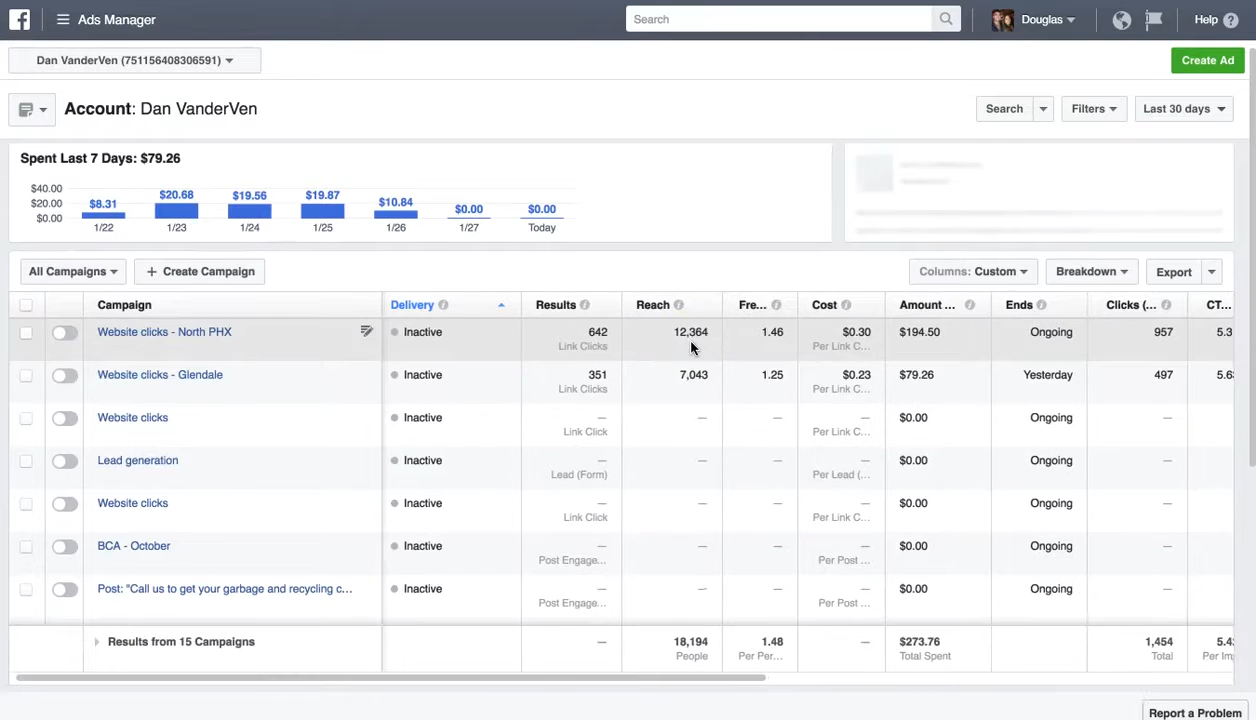 f Ads Manager Search Douglas Help ?
Dan VanderVen (751156408306591) Create Ad
Account: Dan VanderVen Search Filters Last 30 days
Spent Last 7 Days: $79.26
$40.00
$20.00
$0.00
$8.31 $20.68 $19.56 $19.87 $10.84 $0.00 $0.00
1/22 1/23 1/24 1/25 1/26 1/27 Today
All Campaigns + Create Campaign Columns: Custom Breakdown Export
Campaign Delivery Results Reach Fre... Cost Amount ... Ends Clicks (... CT...
Website clicks - North PHX Inactive 642 12,364 1.46 $0.30 $194.50 Ongoing 957 5.3
Link Clicks Per Link C...
Website clicks - Glendale Inactive 351 7,043 1.25 $0.23 $79.26 Yesterday 497 5.6
Link Clicks Per Link C...
Website clicks Inactive — — — — $0.00 Ongoing —
Link Click Per Link C...
Lead generation Inactive — — — — $0.00 Ongoing —
Lead (Form) Per Lead (...
Website clicks Inactive — — — — $0.00 Ongoing —
Link Click Per Link C...
BCA - October Inactive — — — — $0.00 Ongoing —
Post Engage... Per Post ...
Post: "Call us to get your garbage and recycling c... Inactive — — — — $0.00 Ongoing —
Post Engage... Per Post ...
Results from 15 Campaigns — 18,194 1.48 — $273.76 1,454 5.4
People Per Per... Total Spent Total Per Im
Report a Problem